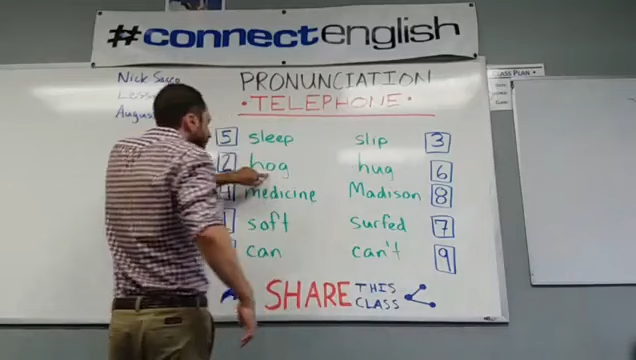 #connectenglish
Nick
PRONUNCIATION
• TELEPHONE •
CLASS PLAN
5 sleep slip 3
2 hog hug 6
medicine Madison 8
soft surfed 7
can can't 9
SHARE THIS CLASS